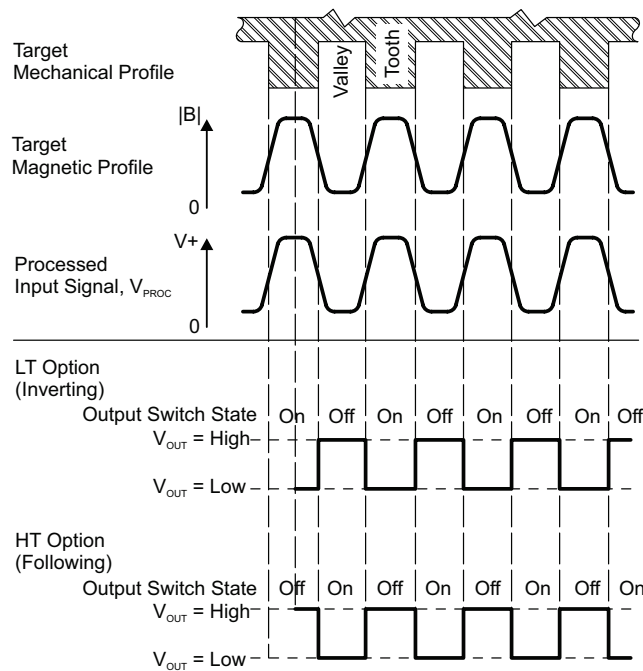 Target
Mechanical Profile
Valley
Tooth
|B|
Target
Magnetic Profile
0
V+
Processed
Input Signal, VPROC
0
LT Option
(Inverting)
Output Switch State On Off On Off On Off On Off
VOUT = High
VOUT = Low
HT Option
(Following)
Output Switch State Off On Off On Off On Off On
VOUT = High
VOUT = Low